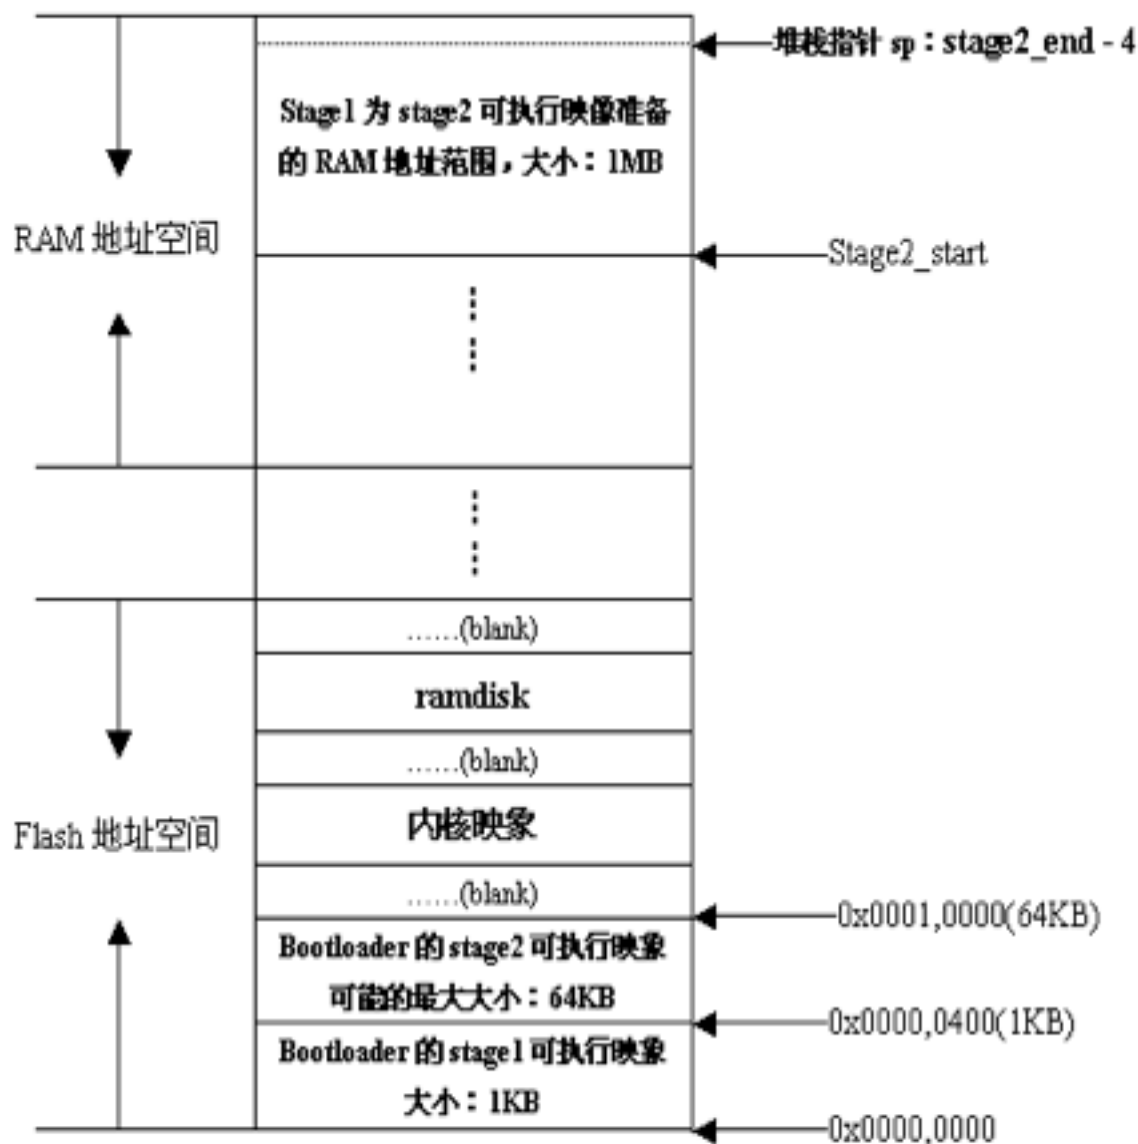 堆栈指针 sp：stage2_end - 4
Stage1 为 stage2 可执行映像准备
的 RAM 地址范围，大小：1MB
RAM 地址空间
Stage2_start
......(blank)
ramdisk
......(blank)
内核映象
Flash 地址空间
......(blank)
0x0001,0000(64KB)
Bootloader 的 stage2 可执行映象
可能的最大大小：64KB
0x0000,0400(1KB)
Bootloader 的 stage1 可执行映象
大小：1KB
0x0000,0000